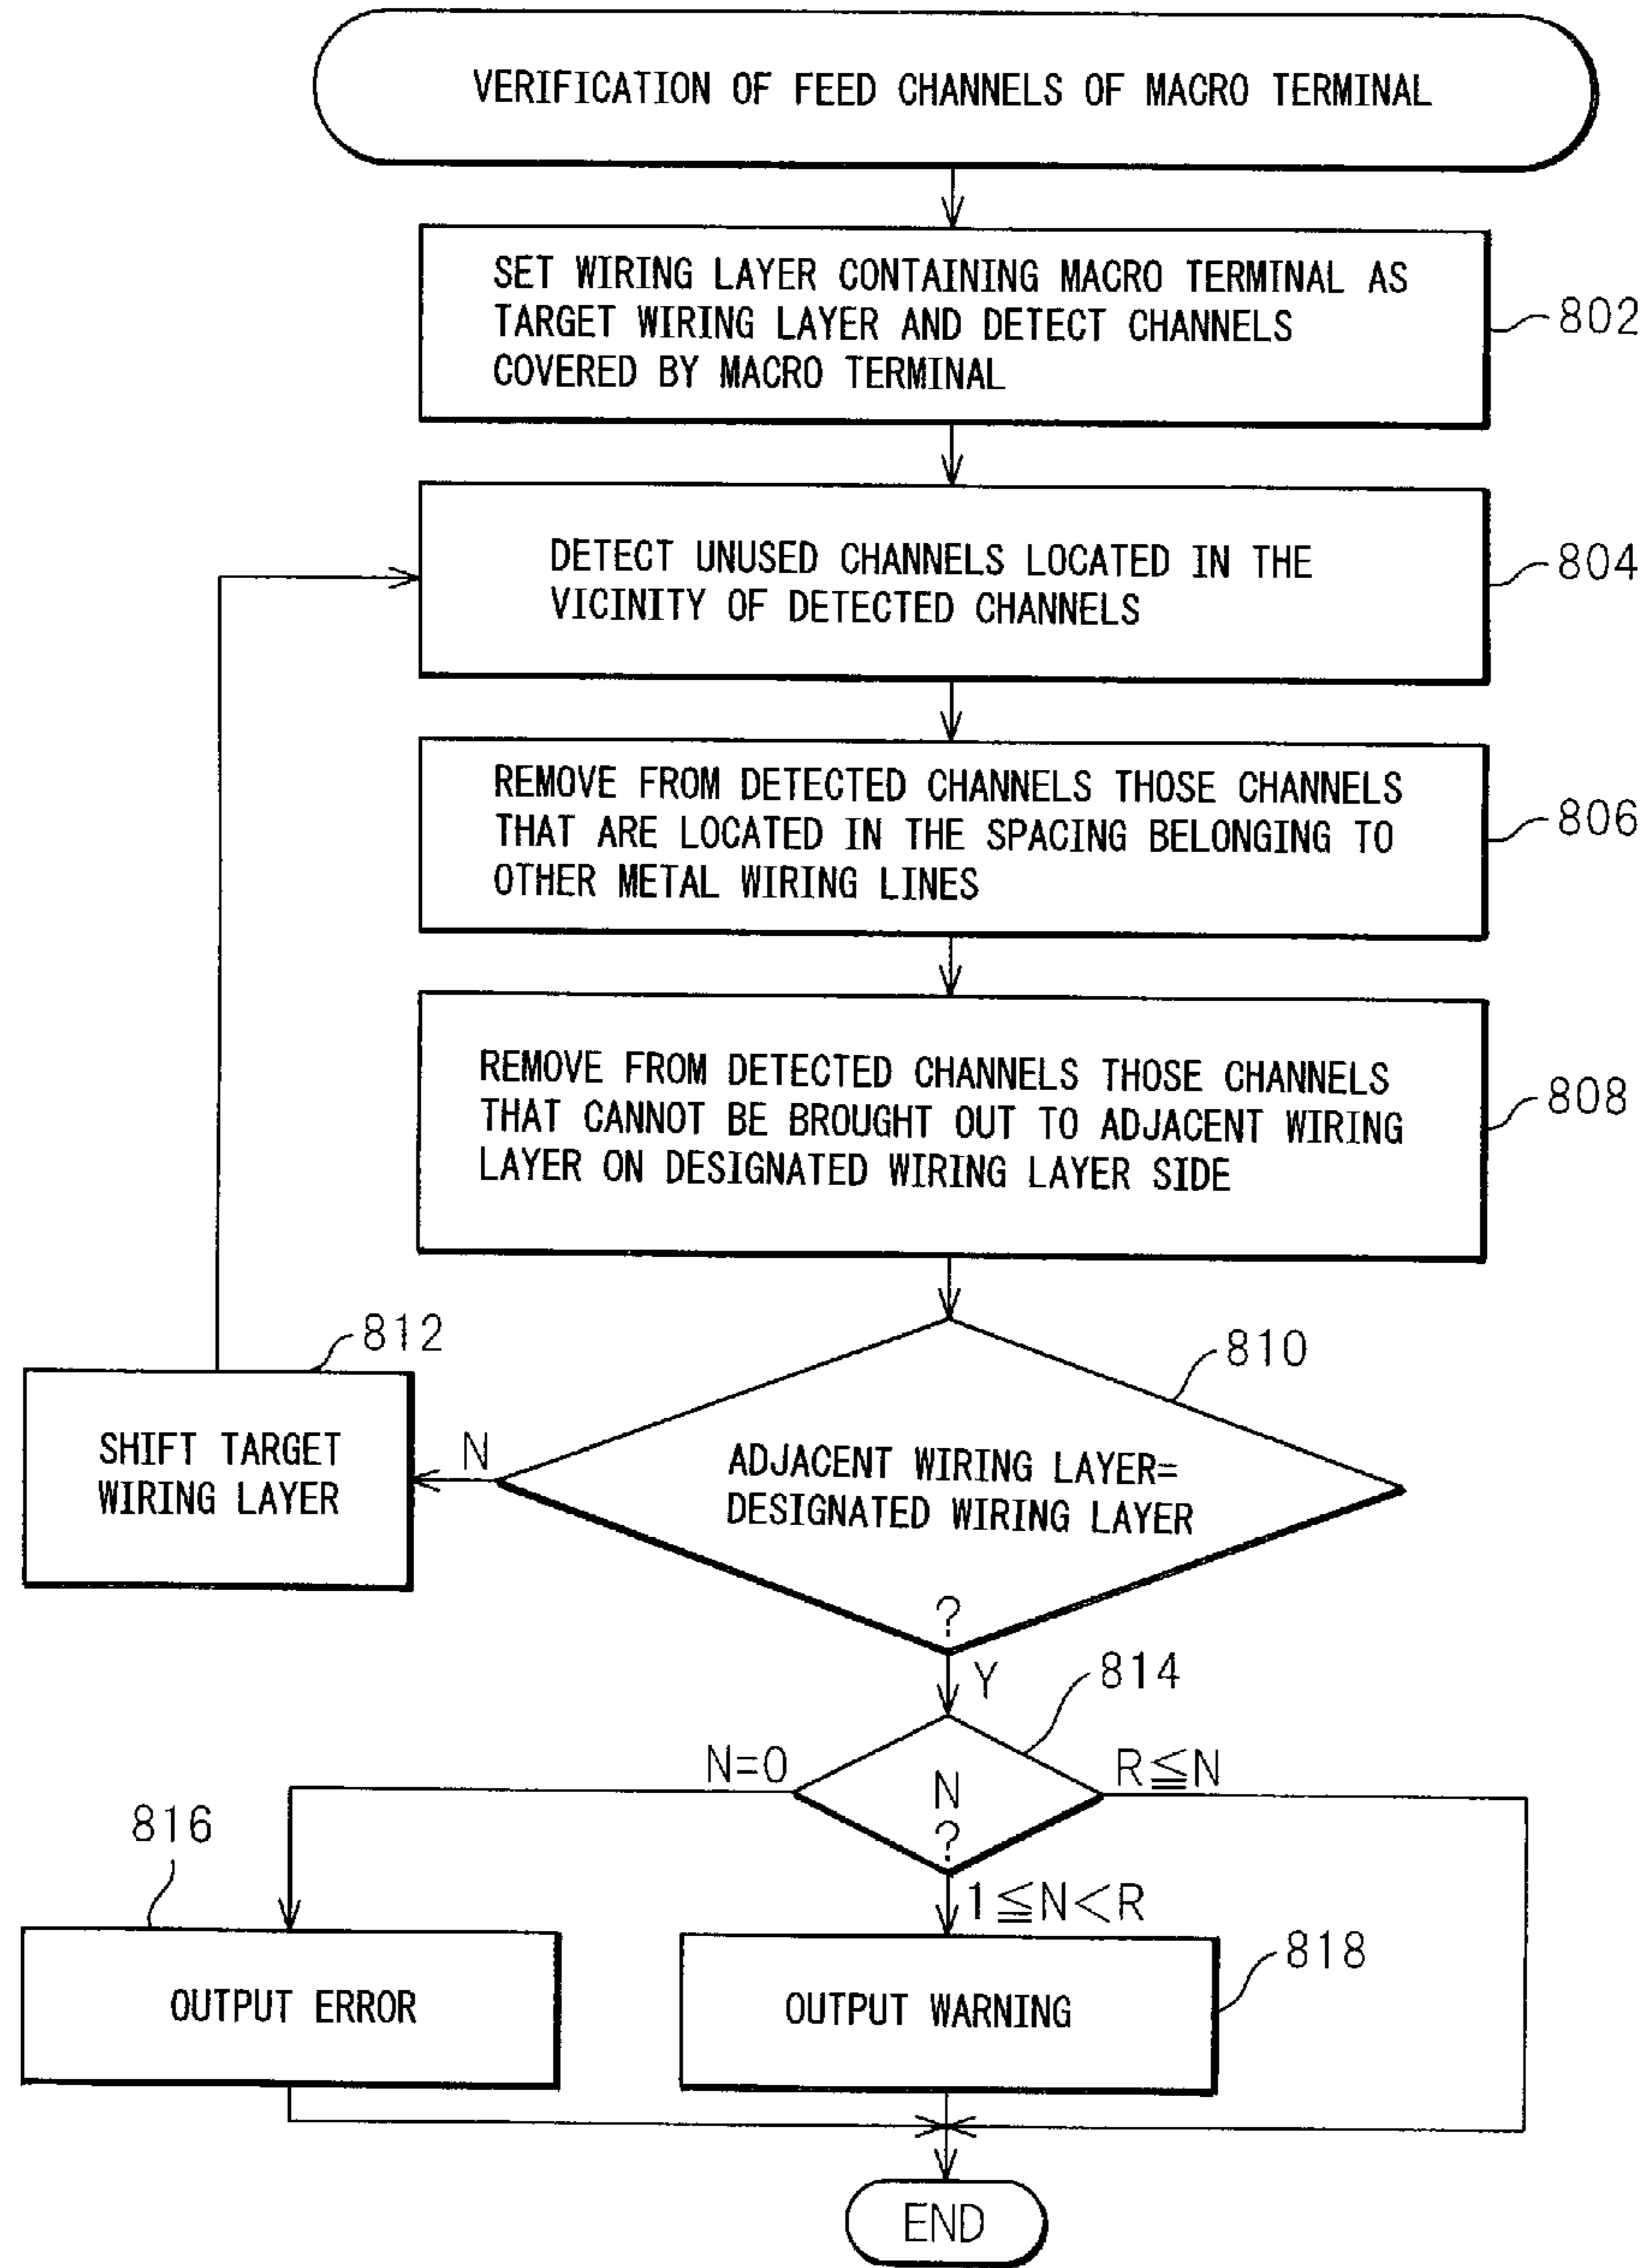 VERIFICATION OF FEED CHANNELS OF MACRO TERMINAL
SET WIRING LAYER CONTAINING MACRO TERMINAL AS
TARGET WIRING LAYER AND DETECT CHANNELS
COVERED BY MACRO TERMINAL
802
DETECT UNUSED CHANNELS LOCATED IN THE
VICINITY OF DETECTED CHANNELS
804
REMOVE FROM DETECTED CHANNELS THOSE CHANNELS
THAT ARE LOCATED IN THE SPACING BELONGING TO
OTHER METAL WIRING LINES
806
REMOVE FROM DETECTED CHANNELS THOSE CHANNELS
THAT CANNOT BE BROUGHT OUT TO ADJACENT WIRING
LAYER ON DESIGNATED WIRING LAYER SIDE
808
812
810
SHIFT TARGET
WIRING LAYER
N
ADJACENT WIRING LAYER=
DESIGNATED WIRING LAYER
?
Y
814
N=0
N
?
R≦N
816
1≦N<R
818
OUTPUT ERROR
OUTPUT WARNING
END